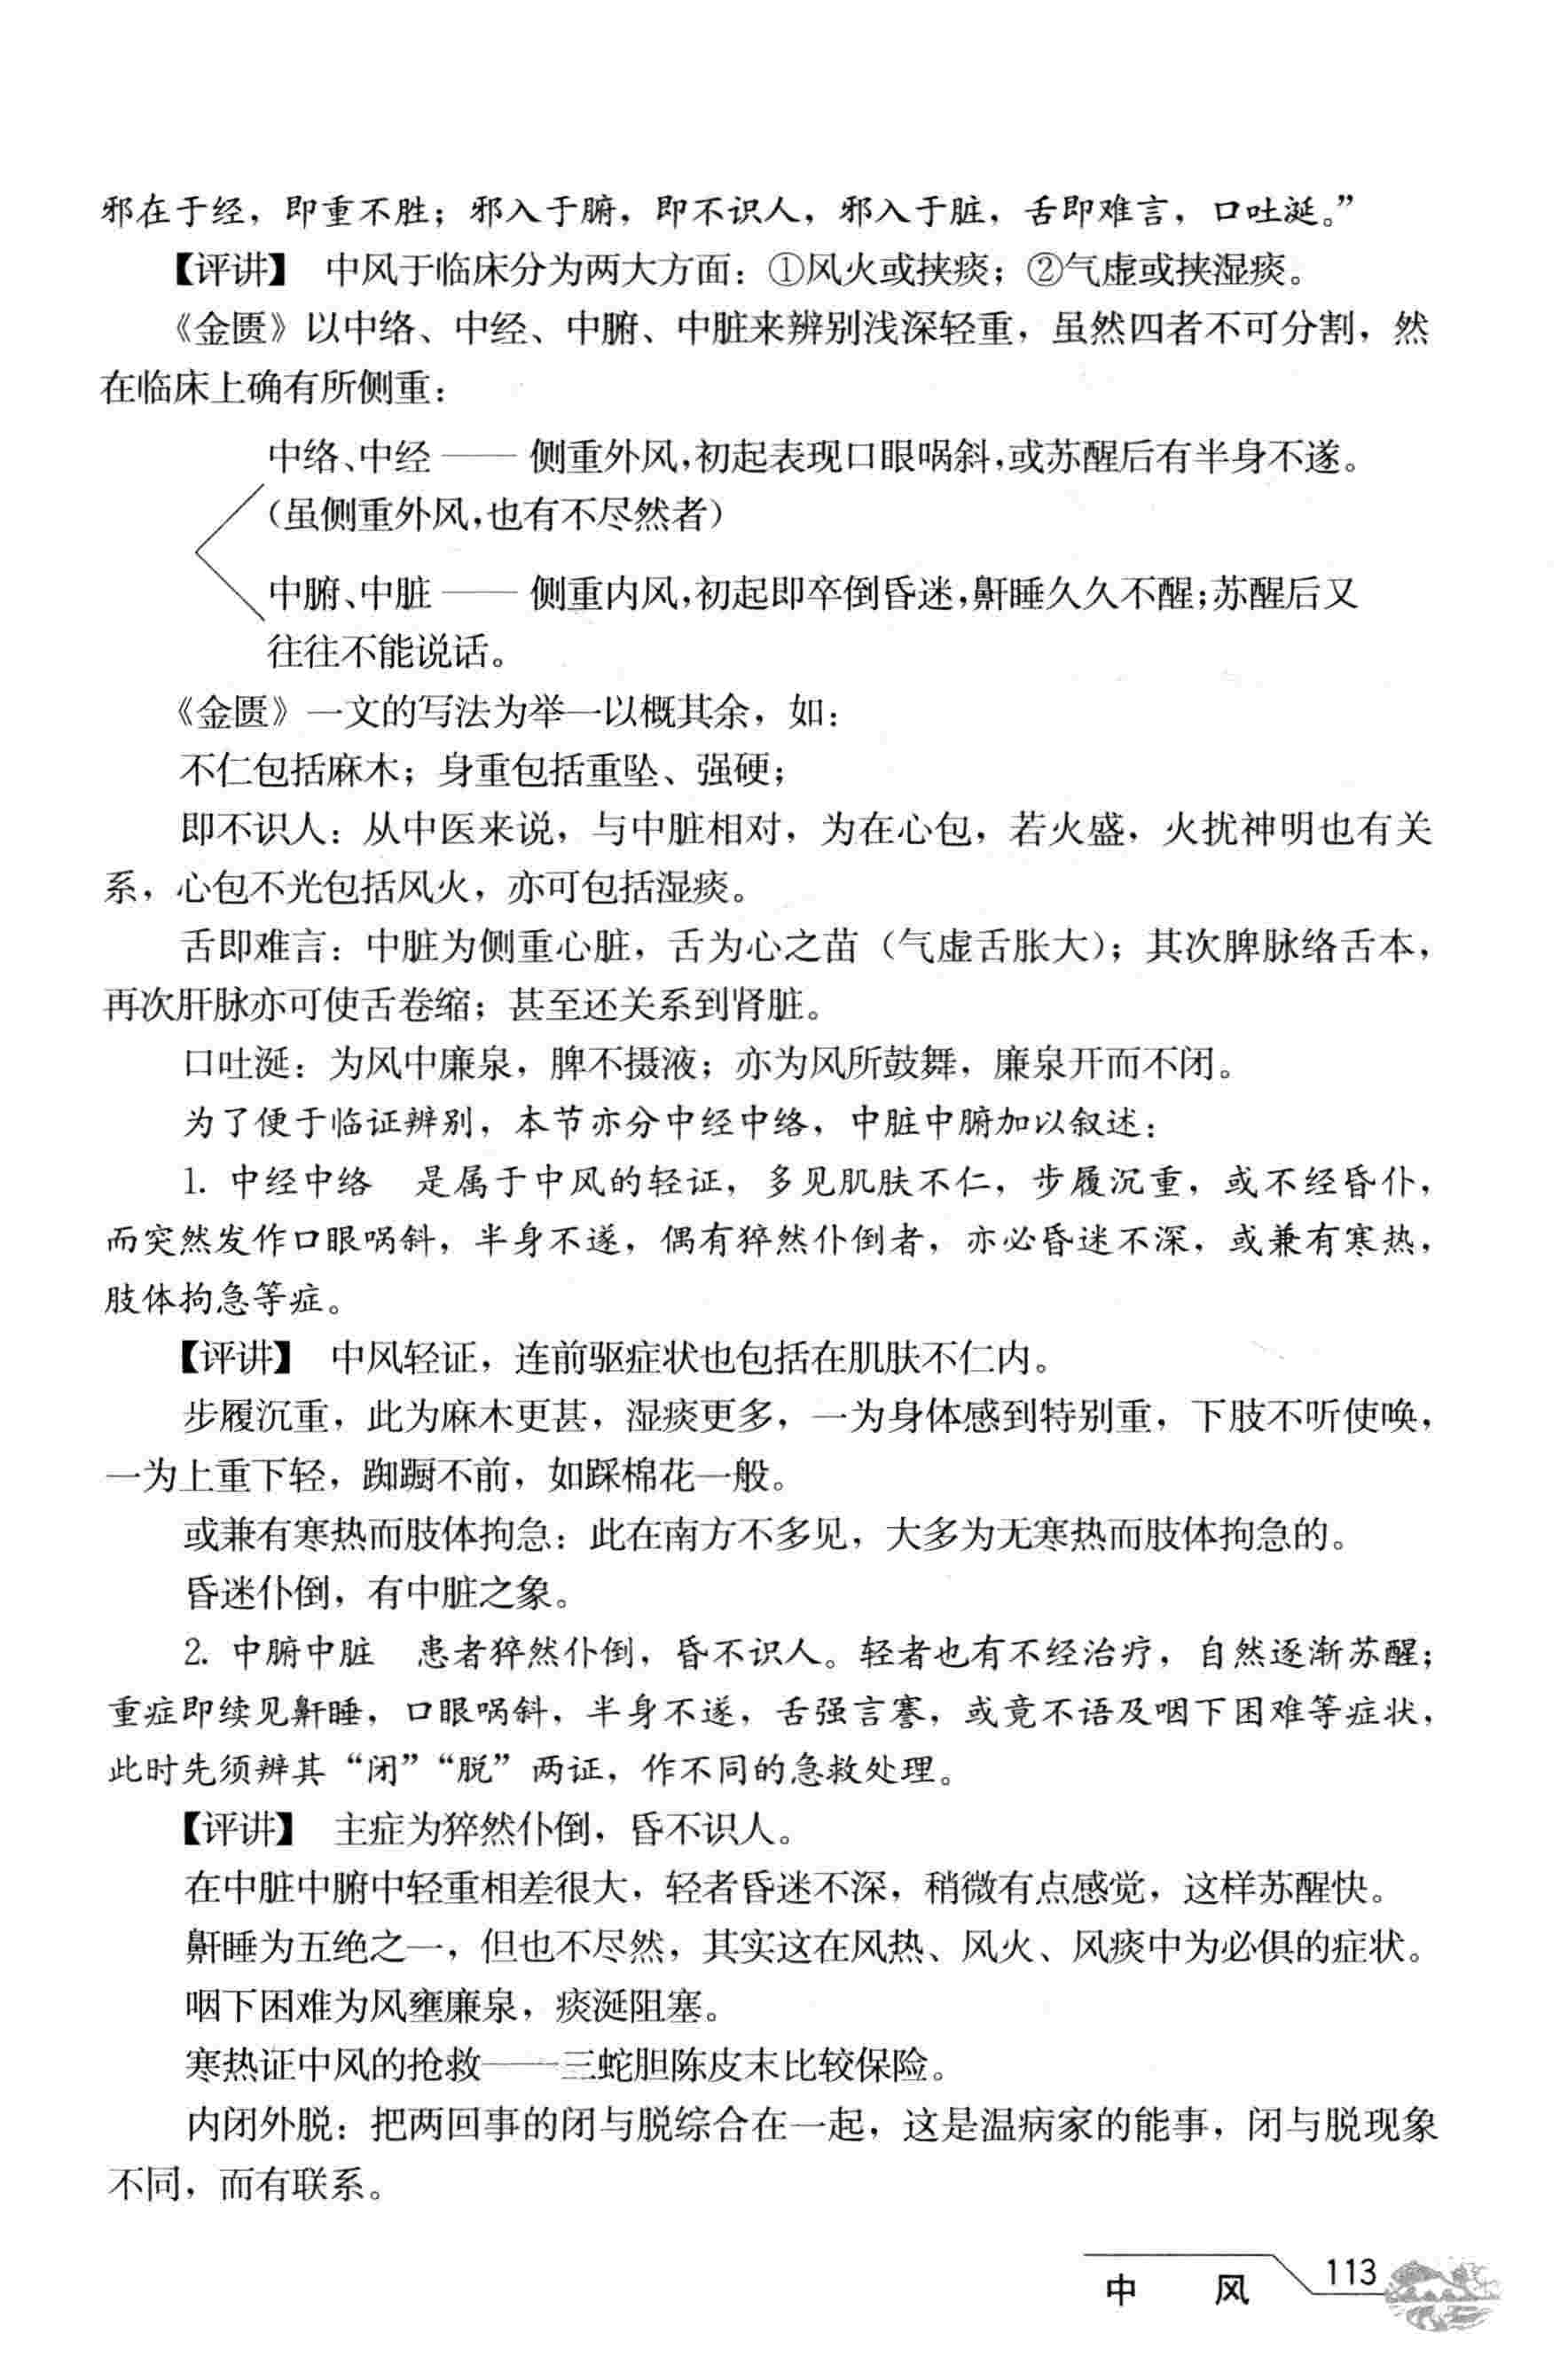 邪在于经，即重不胜；邪入于腑，即不识人，邪入于脏，舌即难言，口吐涎。”
【评讲】 中风于临床分为两大方面：①风火或挟痰；②气虚或挟湿痰。
《金匮》以中络、中经、中腑、中脏来辨别浅深轻重，虽然四者不可分割，然
在临床上确有所侧重：
中络、中经 —— 侧重外风，初起表现口眼㖞斜，或苏醒后有半身不遂。
（虽侧重外风，也有不尽然者）
中腑、中脏 —— 侧重内风，初起即卒倒昏迷，鼾睡久久不醒；苏醒后又
往往不能说话。
《金匮》一文的写法为举一以概其余，如：
不仁包括麻木；身重包括重坠、强硬；
即不识人：从中医来说，与中脏相对，为在心包，若火盛，火扰神明也有关
系，心包不光包括风火，亦可包括湿痰。
舌即难言：中脏为侧重心脏，舌为心之苗（气虚舌胀大）；其次脾脉络舌本，
再次肝脉亦可使舌卷缩；甚至还关系到肾脏。
口吐涎：为风中廉泉，脾不摄液；亦为风所鼓舞，廉泉开而不闭。
为了便于临证辨别，本节亦分中经中络，中脏中腑加以叙述：
1. 中经中络 是属于中风的轻证，多见肌肤不仁，步履沉重，或不经昏仆，
而突然发作口眼㖞斜，半身不遂，偶有猝然仆倒者，亦必昏迷不深，或兼有寒热，
肢体拘急等症。
【评讲】 中风轻证，连前驱症状也包括在肌肤不仁内。
步履沉重，此为麻木更甚，湿痰更多，一为身体感到特别重，下肢不听使唤，
一为上重下轻，踟蹰不前，如踩棉花一般。
或兼有寒热而肢体拘急：此在南方不多见，大多为无寒热而肢体拘急的。
昏迷仆倒，有中脏之象。
2. 中腑中脏 患者猝然仆倒，昏不识人。轻者也有不经治疗，自然逐渐苏醒；
重症即续见鼾睡，口眼㖞斜，半身不遂，舌强言謇，或竟不语及咽下困难等症状，
此时先须辨其“闭”“脱”两证，作不同的急救处理。
【评讲】 主症为猝然仆倒，昏不识人。
在中脏中腑中轻重相差很大，轻者昏迷不深，稍微有点感觉，这样苏醒快。
鼾睡为五绝之一，但也不尽然，其实这在风热、风火、风痰中为必俱的症状。
咽下困难为风壅廉泉，痰涎阻塞。
寒热证中风的抢救——三蛇胆陈皮末比较保险。
内闭外脱：把两回事的闭与脱综合在一起，这是温病家的能事，闭与脱现象
不同，而有联系。
中 风 113